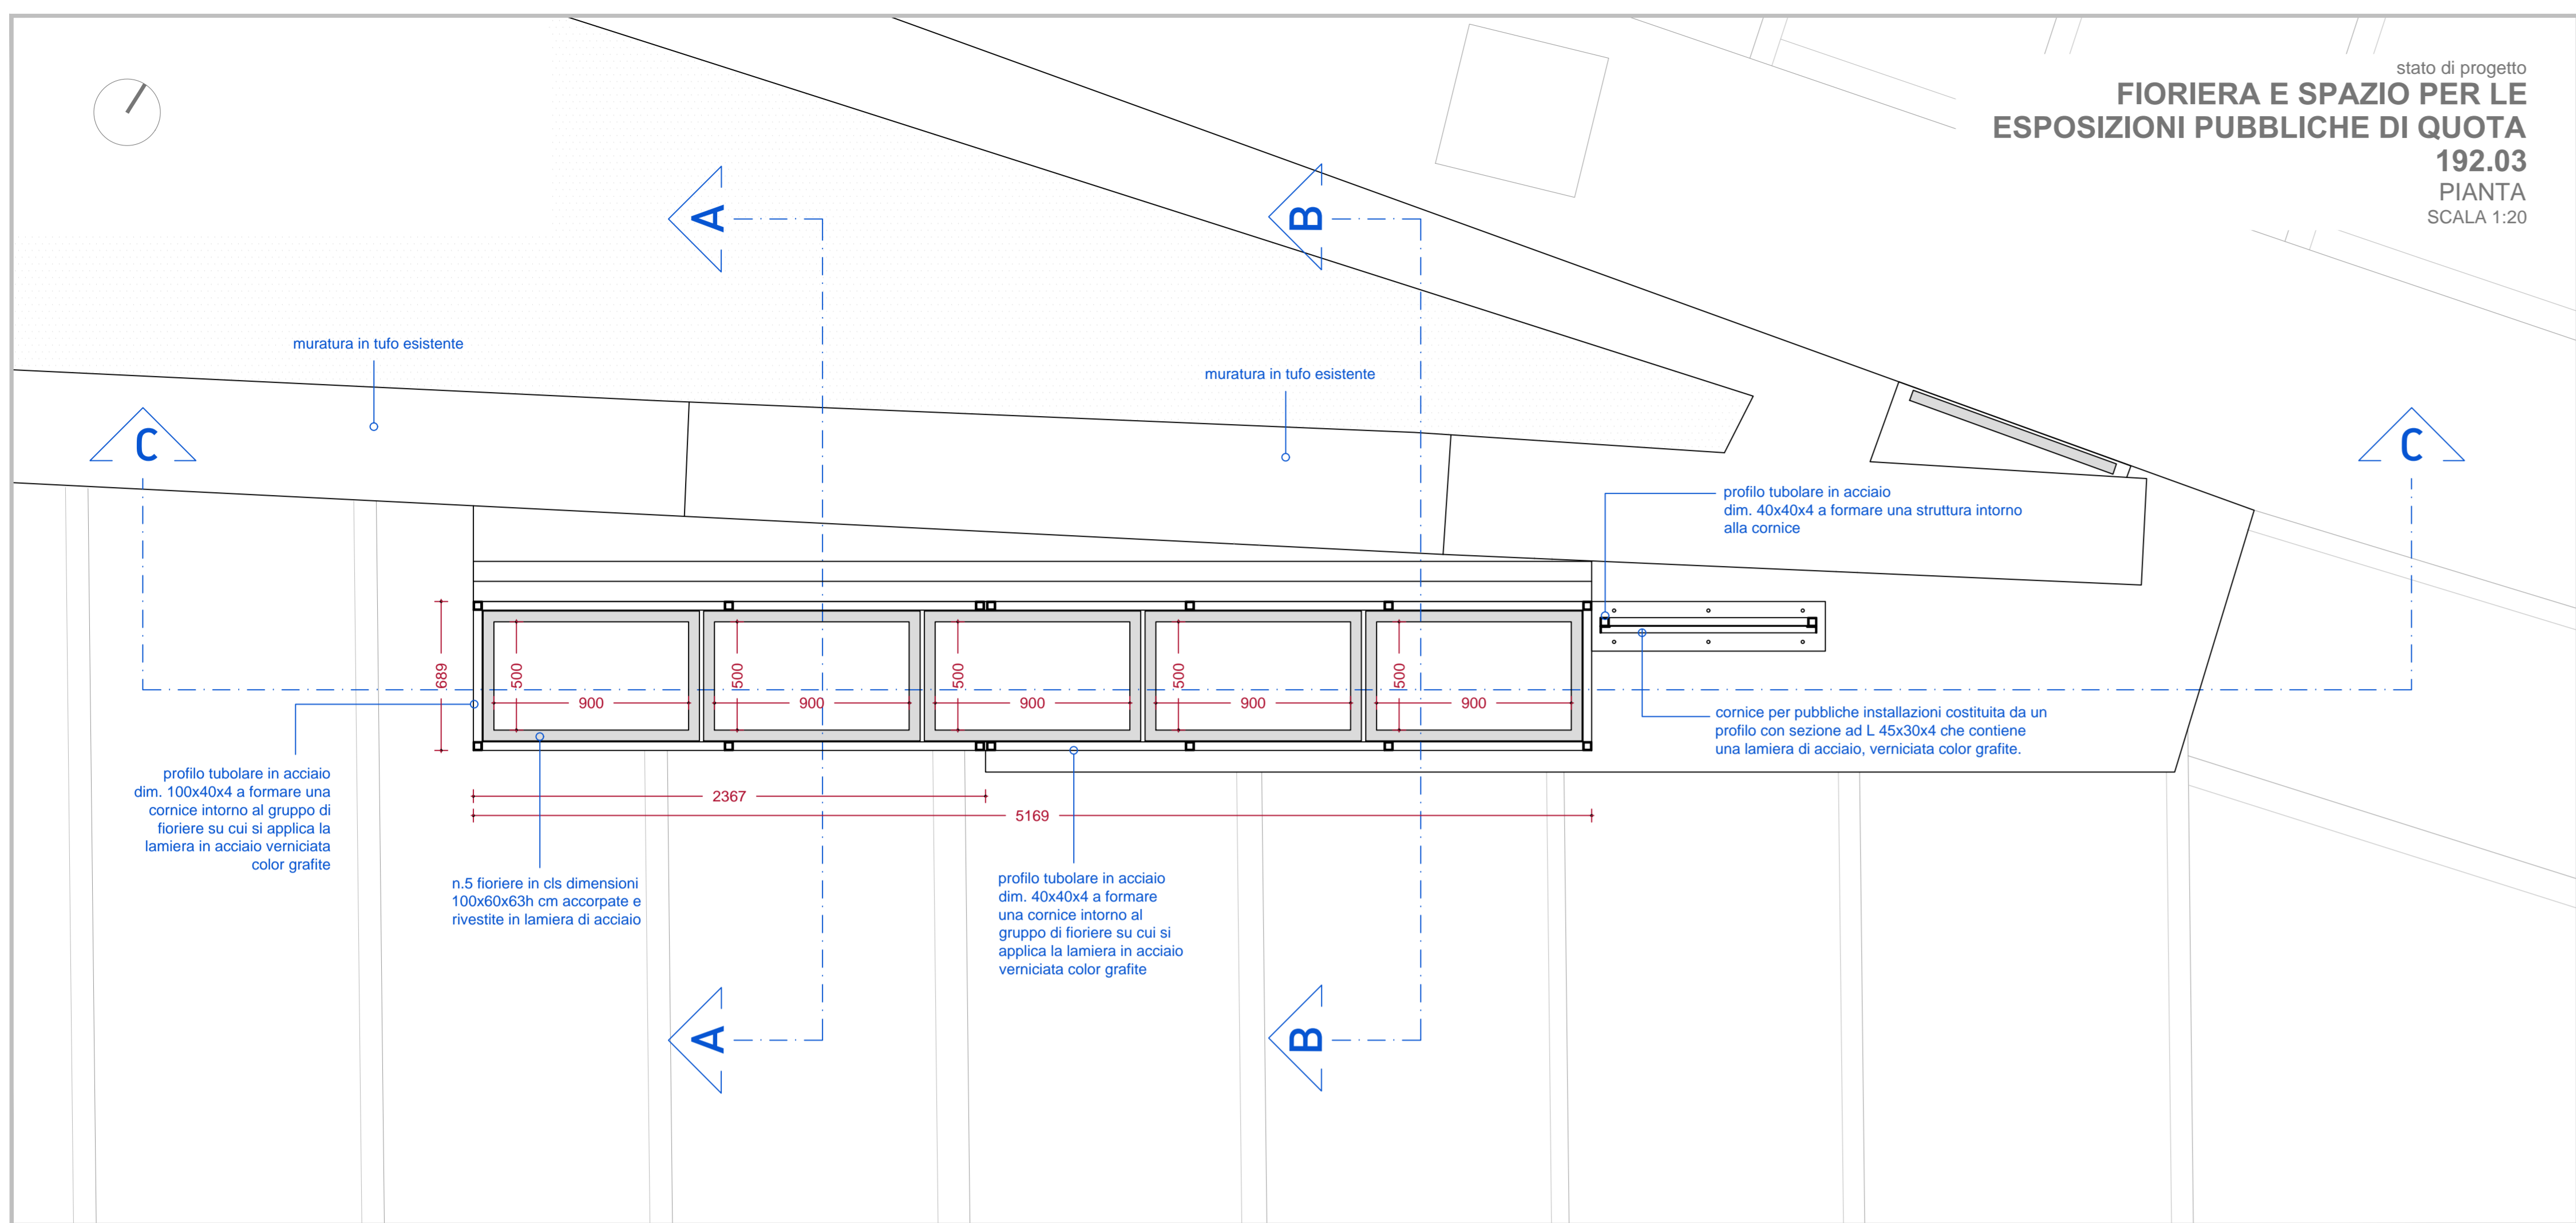 stato di progetto
FIORIERA E SPAZIO PER LE
ESPOSIZIONI PUBBLICHE DI QUOTA
192.03
PIANTA
SCALA 1:20
A
B
muratura in tufo esistente
muratura in tufo esistente
C
C
profilo tubolare in acciaio
dim. 40x40x4 a formare una struttura intorno
alla cornice
689
500
500
500
500
500
900
900
900
900
900
cornice per pubbliche installazioni costituita da un
profilo con sezione ad L 45x30x4 che contiene
una lamiera di acciaio, verniciata color grafite.
profilo tubolare in acciaio
dim. 100x40x4 a formare una
cornice intorno al gruppo di
fioriere su cui si applica la
lamiera in acciaio verniciata
color grafite
2367
5169
n.5 fioriere in cls dimensioni
100x60x63h cm accorpate e
rivestite in lamiera di acciaio
profilo tubolare in acciaio
dim. 40x40x4 a formare
una cornice intorno al
gruppo di fioriere su cui si
applica la lamiera in acciaio
verniciata color grafite
A
B